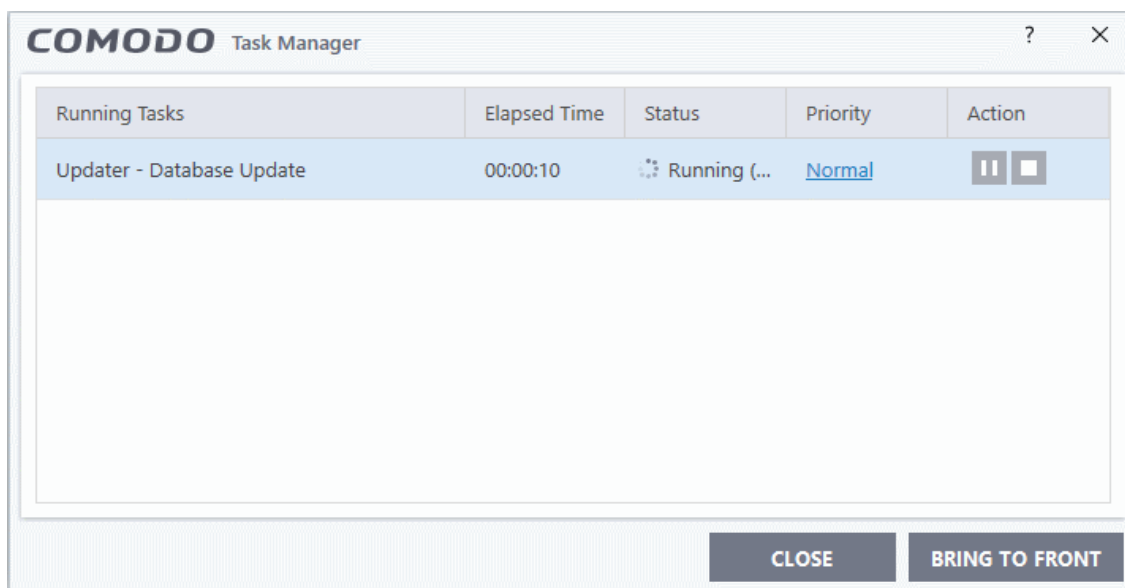 COMODO Task Manager ?
Running Tasks Elapsed Time Status Priority Action
Updater - Database Update 00:00:10 Running (... Normal
CLOSE BRING TO FRONT